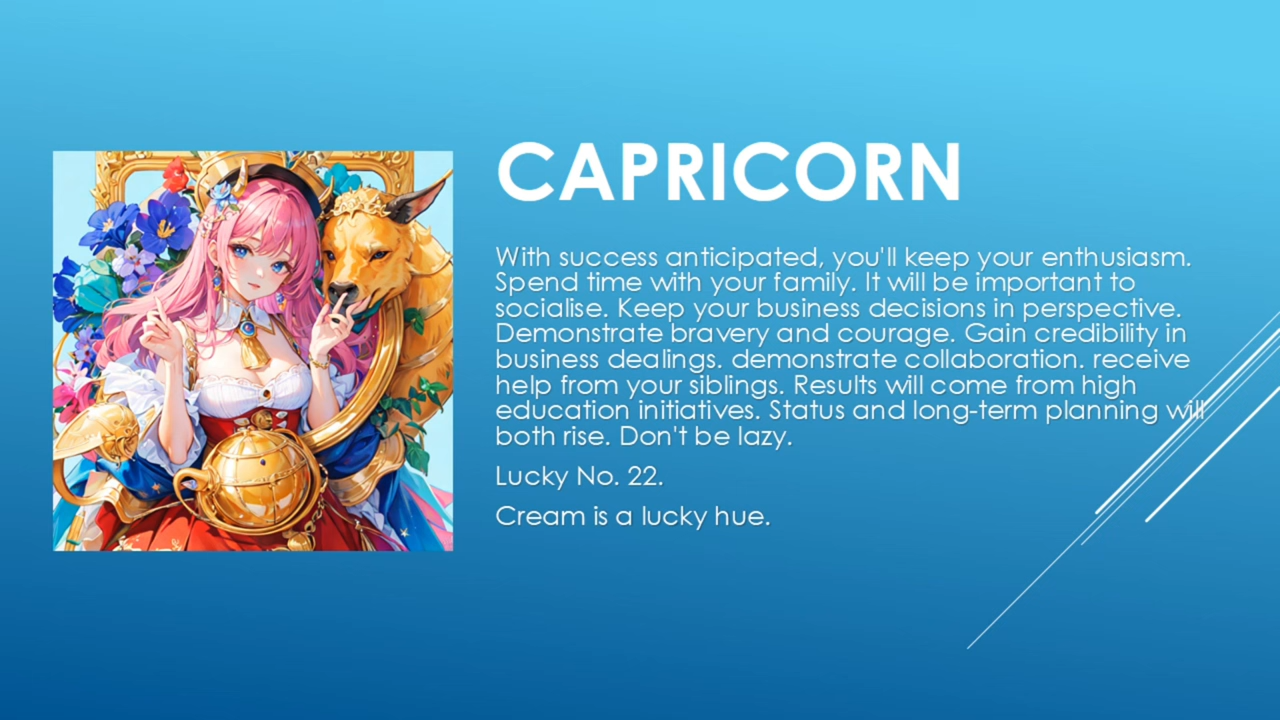 CAPRICORN
With success anticipated, you'll keep your enthusiasm.
Spend time with your family. It will be important to
socialise. Keep your business decisions in perspective.
Demonstrate bravery and courage. Gain credibility in
business dealings. demonstrate collaboration. receive
help from your siblings. Results will come from high
education initiatives. Status and long-term planning will
both rise. Don't be lazy.
Lucky No. 22.
Cream is a lucky hue.